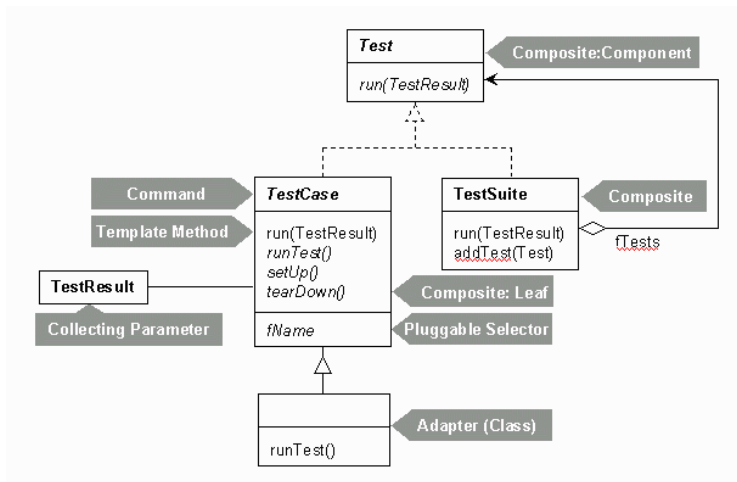 Test
Composite:Component
run(TestResult)
Command
TestCase
TestSuite
Composite
Template Method
run(TestResult)
runTest()
setUp()
tearDown()
run(TestResult)
addTest(Test)
fTests
TestResult
Composite: Leaf
Collecting Parameter
fName
Pluggable Selector
Adapter (Class)
runTest()